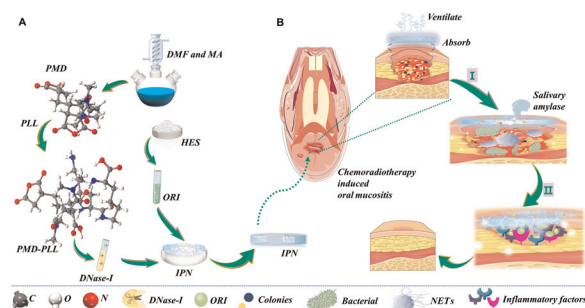 A
DMF and MA
PMD
PLL
HES
ORI
PMD-PLL
DNase-I
IPN
IPN
B
Ventilate
Absorb
I
Salivary
amylase
Chemoradiotherapy
induced
oral mucositis
II
C
O
N
DNase-I
ORI
Colonies
Bacterial
NETs
Inflammatory factors